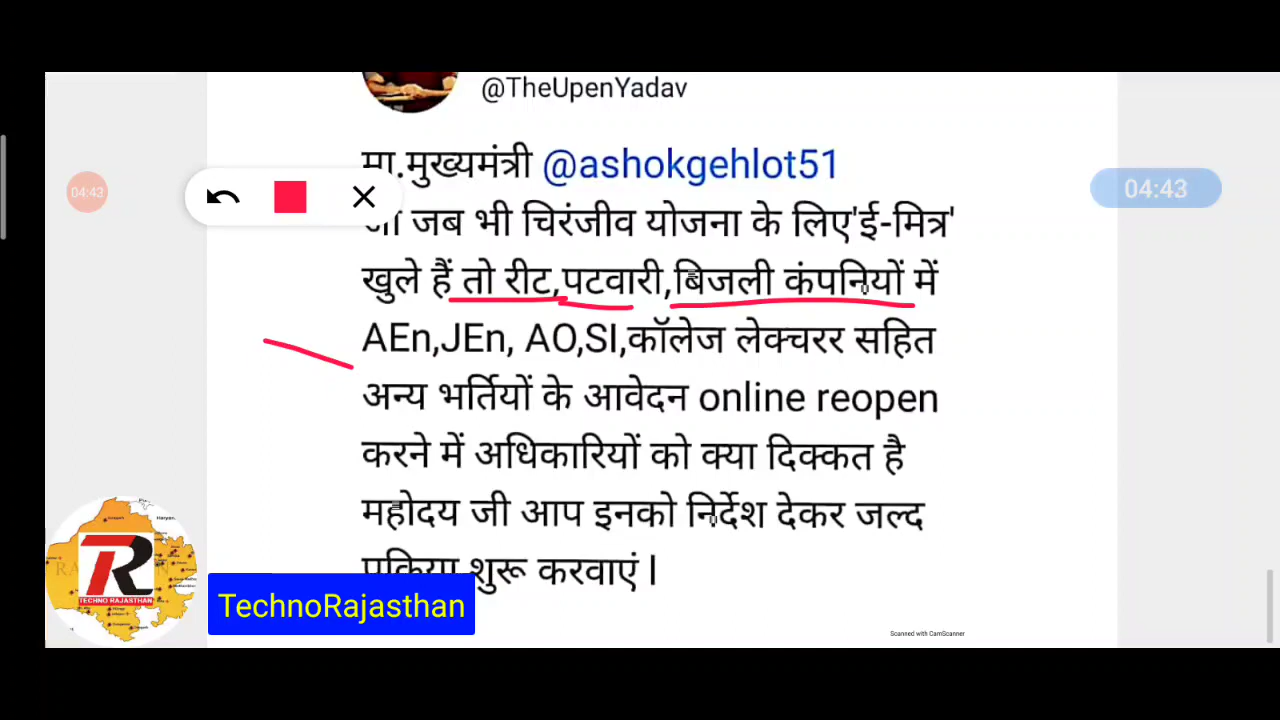 @TheUpenYadav
मा.मुख्यमंत्री @ashokgehlot51
जी जब भी चिरंजीव योजना के लिए'ई-मित्र'
खुले हैं तो रीट,पटवारी,बिजली कंपनियों में
AEn,JEn, AO,SI,कॉलेज लेक्चरर सहित
अन्य भर्तियों के आवेदन online reopen
करने में अधिकारियों को क्या दिक्कत है
महोदय जी आप इनको निर्देश देकर जल्द
प्रकिया शुरू करवाएं |
04:43
04:43
TECHNO RAJASTHAN
TechnoRajasthan
Scanned with CamScanner